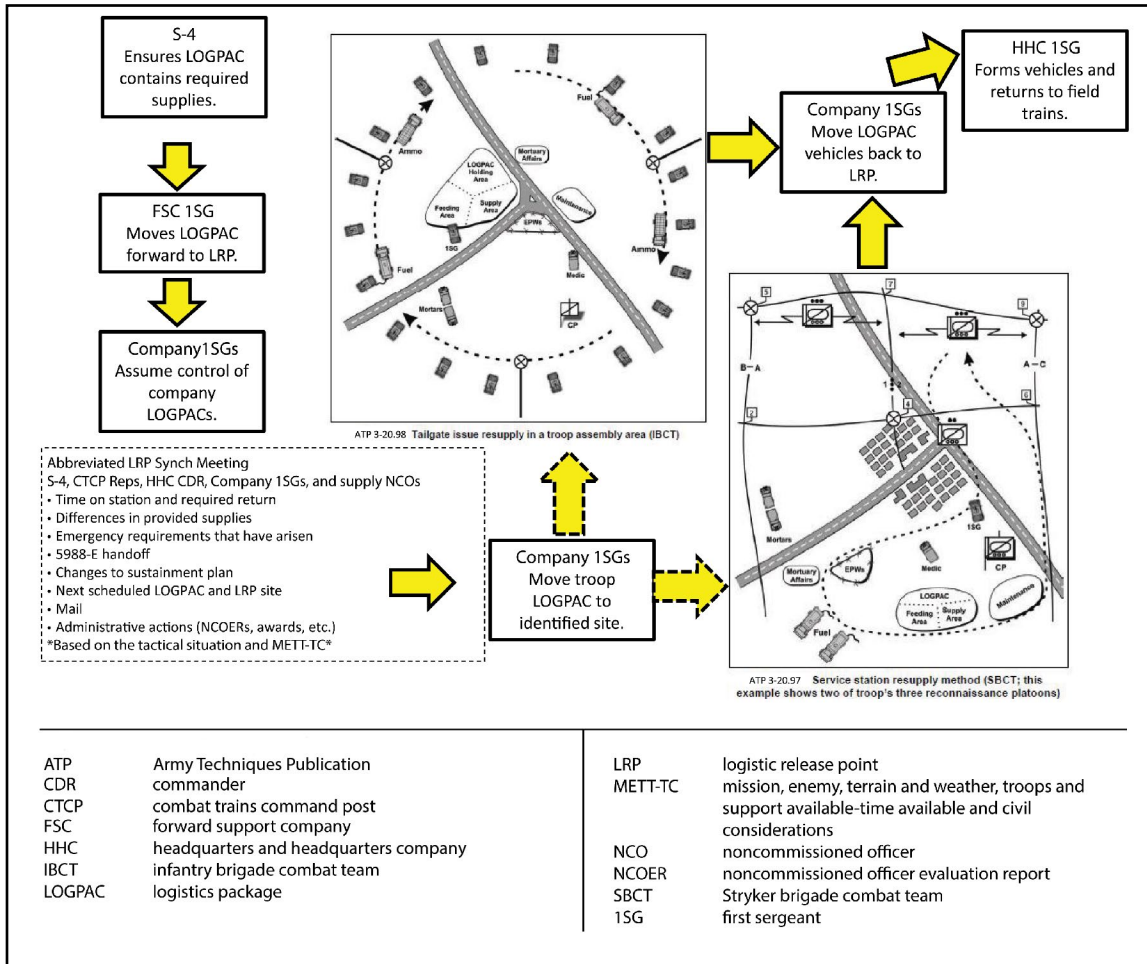 S-4
Ensures LOGPAC
contains required
supplies.
FSC 1SG
Moves LOGPAC
forward to LRP.
Company1SGs
Assume control of
company
LOGPACs.
Fuel
Ammo
Mortuary
Affairs
LOGPAC
Holding
Area
Feeding
Area
Supply
Area
Maintenance
EPWs
1SG
Ammo
Fuel
Medic
Mortars
CP
ATP 3-20.98 Tailgate issue resupply in a troop assembly area (IBCT)
Company 1SGs
Move LOGPAC
vehicles back to
LRP.
HHC 1SG
Forms vehicles and
returns to field
trains.
Abbreviated LRP Synch Meeting
S-4, CTCP Reps, HHC CDR, Company 1SGs, and supply NCOs
• Time on station and required return
• Differences in provided supplies
• Emergency requirements that have arisen
• 5988-E handoff
• Changes to sustainment plan
• Next scheduled LOGPAC and LRP site
• Mail
• Administrative actions (NCOERs, awards, etc.)
*Based on the tactical situation and METT-TC*
Company 1SGs
Move troop
LOGPAC to
identified site.
5
7
9
B—A
A—C
1
2
2
4
6
1SG
Mortars
Mortuary
Affairs
EPWs
Medic
CP
LOGPAC
Feeding
Area
Supply
Area
Maintenance
Fuel
ATP 3-20.97 Service station resupply method (SBCT; this
example shows two of troop's three reconnaissance platoons)
ATP Army Techniques Publication
CDR commander
CTCP combat trains command post
FSC forward support company
HHC headquarters and headquarters company
IBCT infantry brigade combat team
LOGPAC logistics package
LRP logistic release point
METT-TC mission, enemy, terrain and weather, troops and
support available-time available and civil
considerations
NCO noncommissioned officer
NCOER noncommissioned officer evaluation report
SBCT Stryker brigade combat team
1SG first sergeant